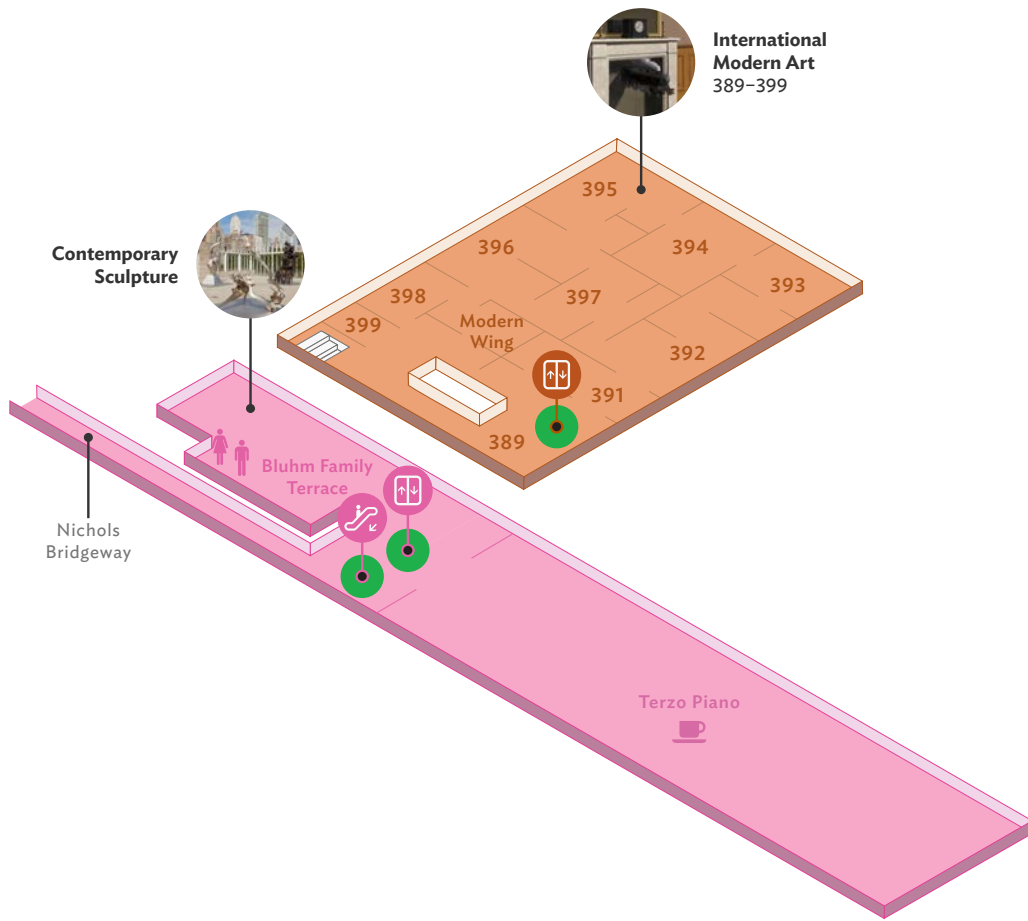 International
Modern Art
389–399
395
394
396
393
397
398
Contemporary
Sculpture
399
Modern
Wing
392
391
389
Bluhm Family
Terrace
Nichols
Bridgeway
Terzo Piano